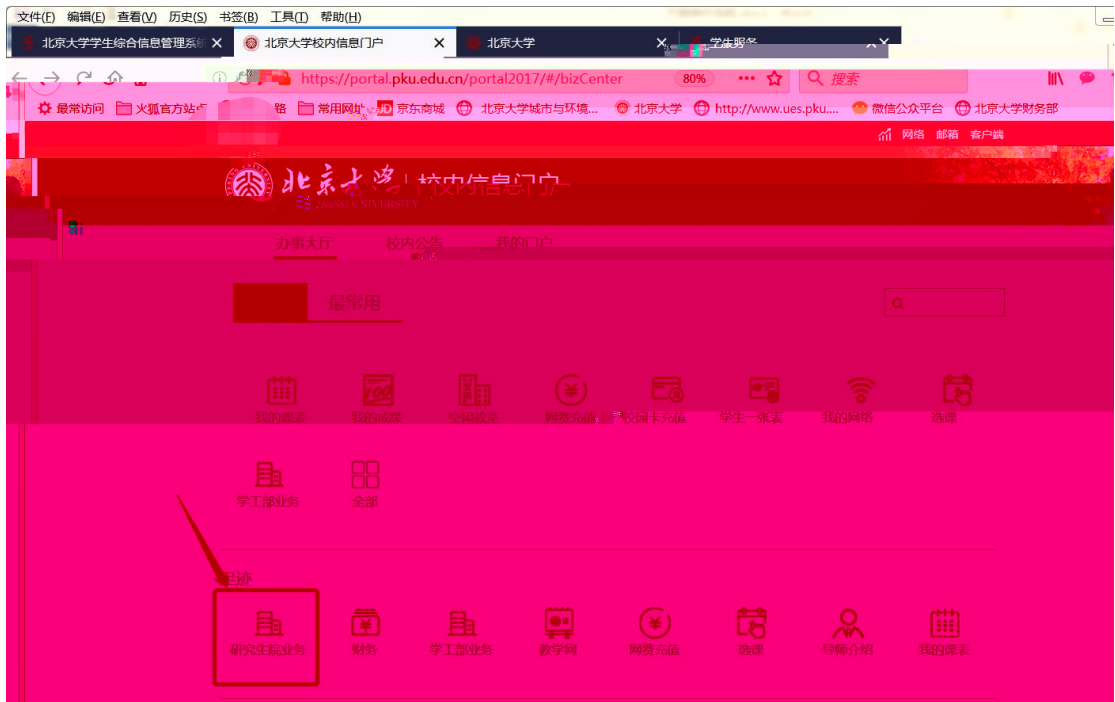 文件(F) 编辑(E) 查看(V) 历史(S) 书签(B) 工具(T) 帮助(H)
北京大学学生综合信息管理系统 北京大学校内信息门户 北京大学 学生服务
https://portal.pku.edu.cn/portal2017/#/bizCenter 80% 搜索
最常访问 火狐官方站点 常用网址 京东商城 北京大学城市与环境... 北京大学 http://www.ues.pku.... 微信公众平台 北京大学财务部
网络 邮箱 客户端
北京大学 校内信息门户
PEKING UNIVERSITY
办事大厅 校内公告 我的门户
最常用
我的课表 我的成绩 空闲教室 网费充值 校园卡充值 学生一张表 我的网络 选课
学工部业务 全部
足迹
研究生院业务 财务 学工部业务 教学网 网费充值 选课 导师介绍 我的课表